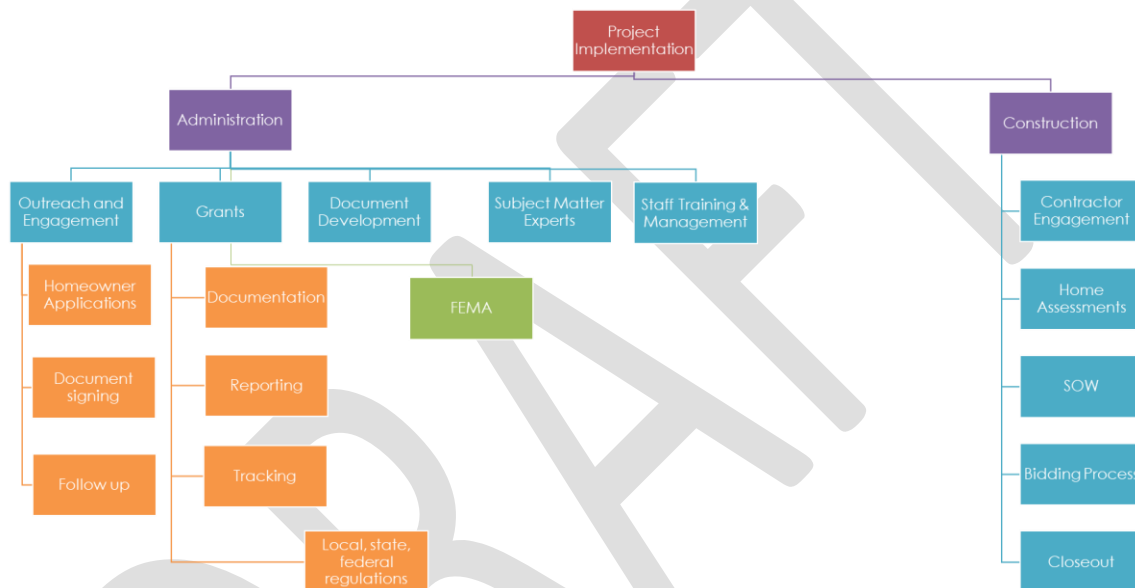 Project
Implementation
Administration
Construction
Outreach and
Engagement
Grants
Document
Development
Subject Matter
Experts
Staff Training &
Management
Contractor
Engagement
Homeowner
Applications
Documentation
FEMA
Home
Assessments
Document
signing
Reporting
SOW
Follow up
Tracking
Bidding Process
Local, state,
federal
regulations
Closeout
DRAFT